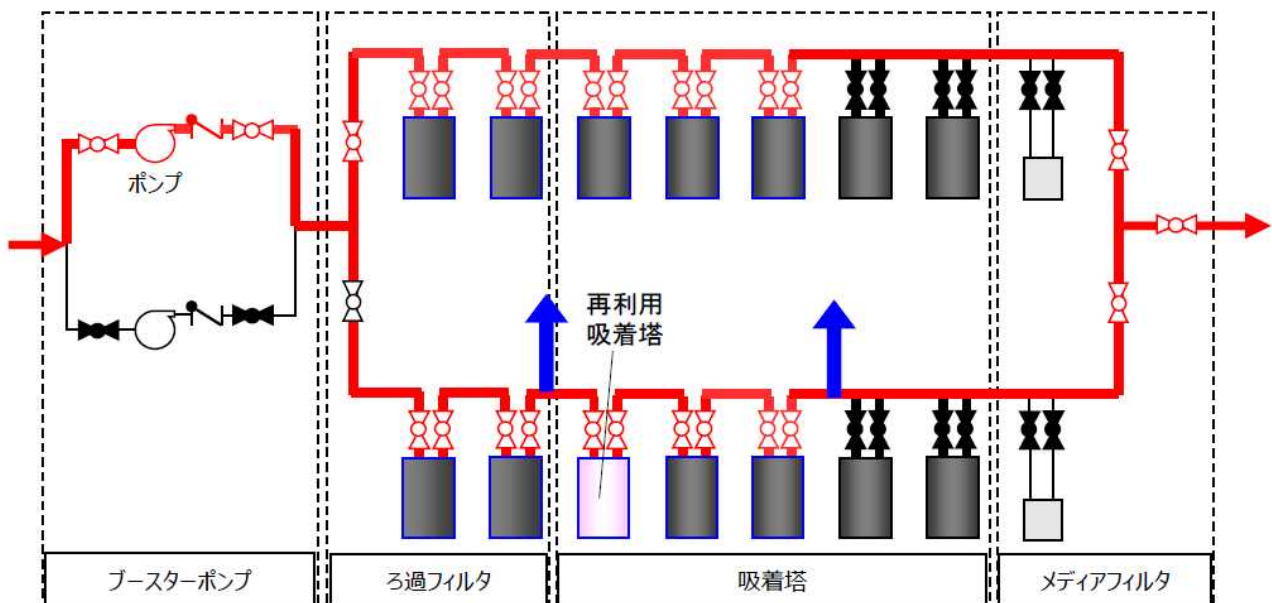 ポンプ
再利用
吸着塔
ブースターポンプ
ろ過フィルタ
吸着塔
メディアフィルタ